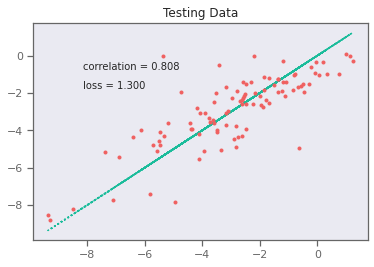 Testing Data
correlation = 0.808
loss = 1.300
0
−2
−4
−6
−8
−8 −6 −4 −2 0